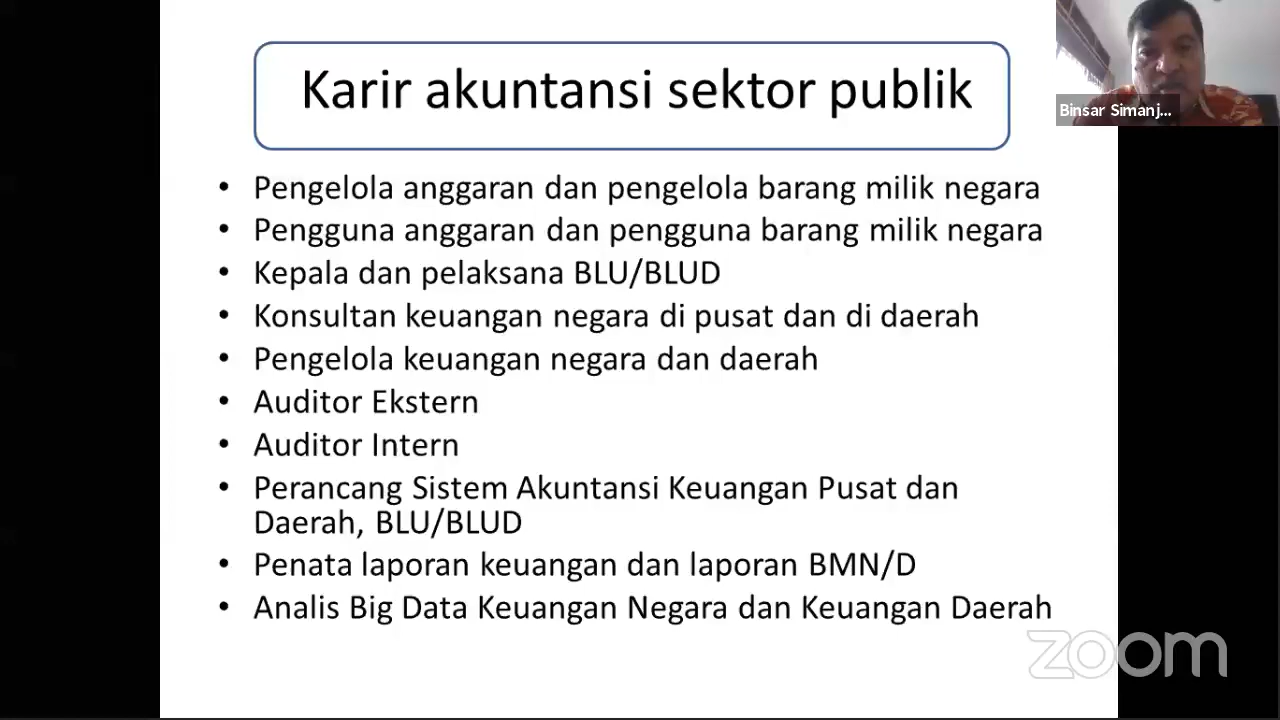 Karir akuntansi sektor publik
Binsar Simanj...
• Pengelola anggaran dan pengelola barang milik negara
• Pengguna anggaran dan pengguna barang milik negara
• Kepala dan pelaksana BLU/BLUD
• Konsultan keuangan negara di pusat dan di daerah
• Pengelola keuangan negara dan daerah
• Auditor Ekstern
• Auditor Intern
• Perancang Sistem Akuntansi Keuangan Pusat dan
Daerah, BLU/BLUD
• Penata laporan keuangan dan laporan BMN/D
• Analis Big Data Keuangan Negara dan Keuangan Daerah
zoom